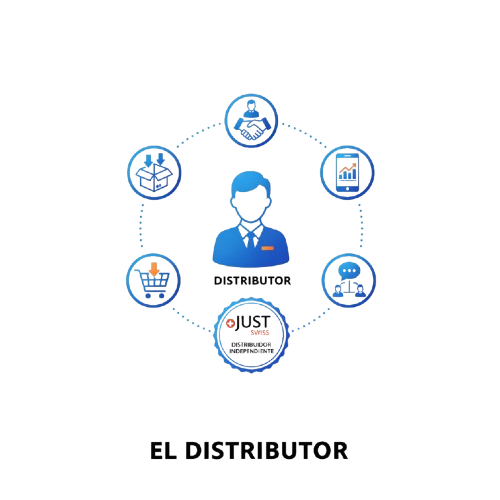 DISTRIBUTOR
JUST
SWISS
DISTRIBUIDOR
INDEPENDIENTE
EL DISTRIBUTOR